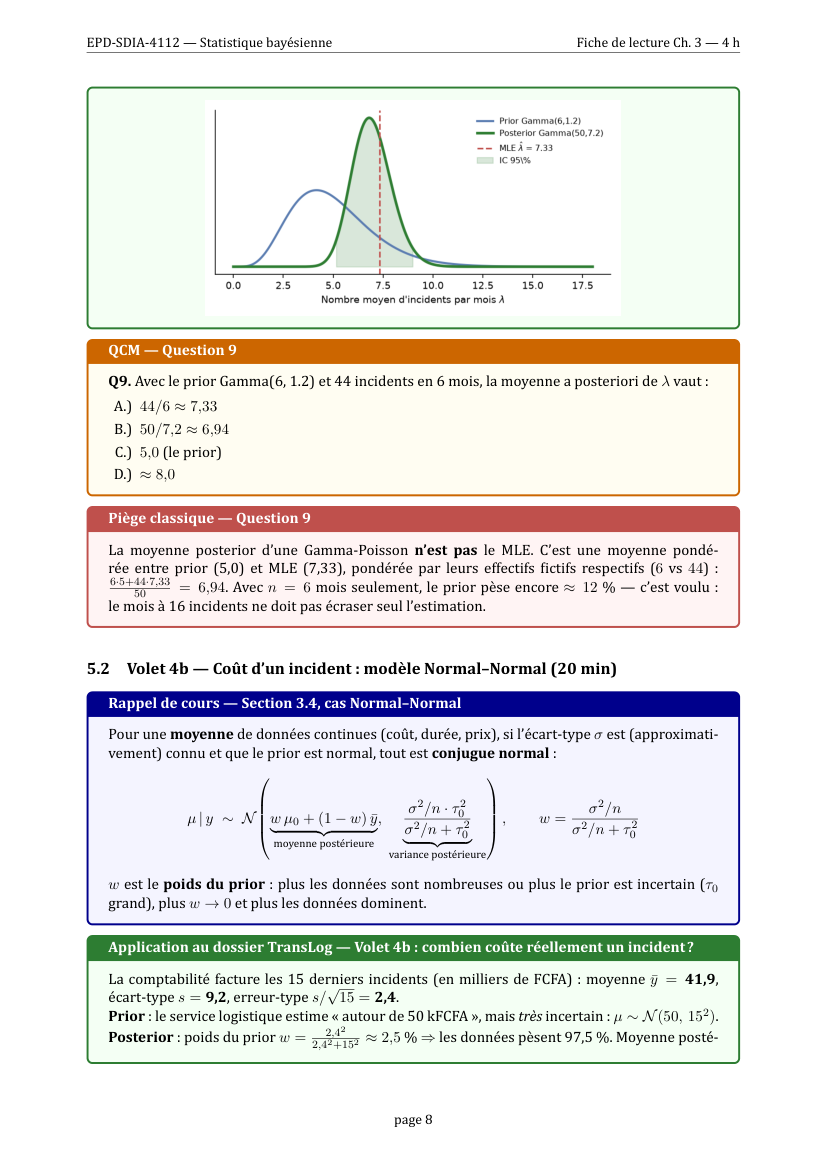 EPD-SDIA-4112 — Statistique bayésienne
Fiche de lecture Ch. 3 — 4 h
Prior Gamma(6,1.2)
Posterior Gamma(50,7.2)
MLE λ̂ = 7.33
IC 95\%
0.0 2.5 5.0 7.5 10.0 12.5 15.0 17.5
Nombre moyen d'incidents par mois λ
QCM — Question 9
Q9. Avec le prior Gamma(6, 1.2) et 44 incidents en 6 mois, la moyenne a posteriori de λ vaut :
A.) 44/6 ≈ 7,33
B.) 50/7,2 ≈ 6,94
C.) 5,0 (le prior)
D.) ≈ 8,0
Piège classique — Question 9
La moyenne posterior d'une Gamma-Poisson n'est pas le MLE. C'est une moyenne pondé-
rée entre prior (5,0) et MLE (7,33), pondérée par leurs effectifs fictifs respectifs (6 vs 44) :
(6·5+44·7,33)/50 = 6,94. Avec n = 6 mois seulement, le prior pèse encore ≈ 12 % — c'est voulu :
le mois à 16 incidents ne doit pas écraser seul l'estimation.
5.2 Volet 4b — Coût d'un incident : modèle Normal–Normal (20 min)
Rappel de cours — Section 3.4, cas Normal–Normal
Pour une moyenne de données continues (coût, durée, prix), si l'écart-type σ est (approximati-
vement) connu et que le prior est normal, tout est conjugue normal :
μ | y ∼ N( w μ₀ + (1 − w) ȳ, (σ²/n · τ₀²)/(σ²/n + τ₀²) ), w = (σ²/n)/(σ²/n + τ₀²)
moyenne postérieure
variance postérieure
w est le poids du prior : plus les données sont nombreuses ou plus le prior est incertain (τ₀
grand), plus w → 0 et plus les données dominent.
Application au dossier TransLog — Volet 4b : combien coûte réellement un incident ?
La comptabilité facture les 15 derniers incidents (en milliers de FCFA) : moyenne ȳ = 41,9,
écart-type s = 9,2, erreur-type s/√15 = 2,4.
Prior : le service logistique estime « autour de 50 kFCFA », mais très incertain : μ ∼ N(50, 15²).
Posterior : poids du prior w = 2,4²/(2,4²+15²) ≈ 2,5 % ⇒ les données pèsent 97,5 %. Moyenne posté-
page 8